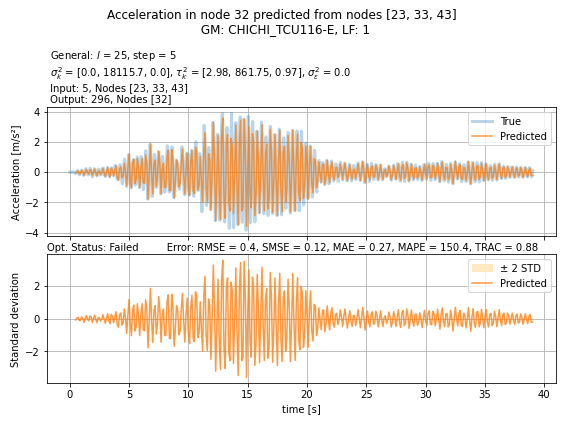 Acceleration in node 32 predicted from nodes [23, 33, 43]
GM: CHICHI_TCU116-E, LF: 1
General: l = 25, step = 5
σ²ₖ = [0.0, 18115.7, 0.0], τ²ₖ = [2.98, 861.75, 0.97], σ²ε = 0.0
Input: 5, Nodes [23, 33, 43]
Output: 296, Nodes [32]
Acceleration [m/s²]
4
2
0
−2
−4
True
Predicted
Opt. Status: Failed Error: RMSE = 0.4, SMSE = 0.12, MAE = 0.27, MAPE = 150.4, TRAC = 0.88
Standard deviation
2
0
−2
± 2 STD
Predicted
0 5 10 15 20 25 30 35 40
time [s]